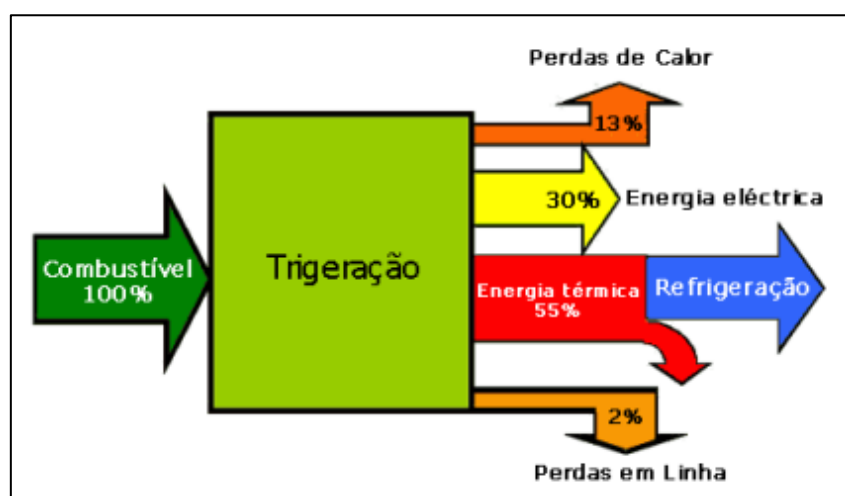 Perdas de Calor
13%
30%
Energia eléctrica
Combustível
100%
Trigeração
Energia térmica
55%
Refrigeração
2%
Perdas em Linha